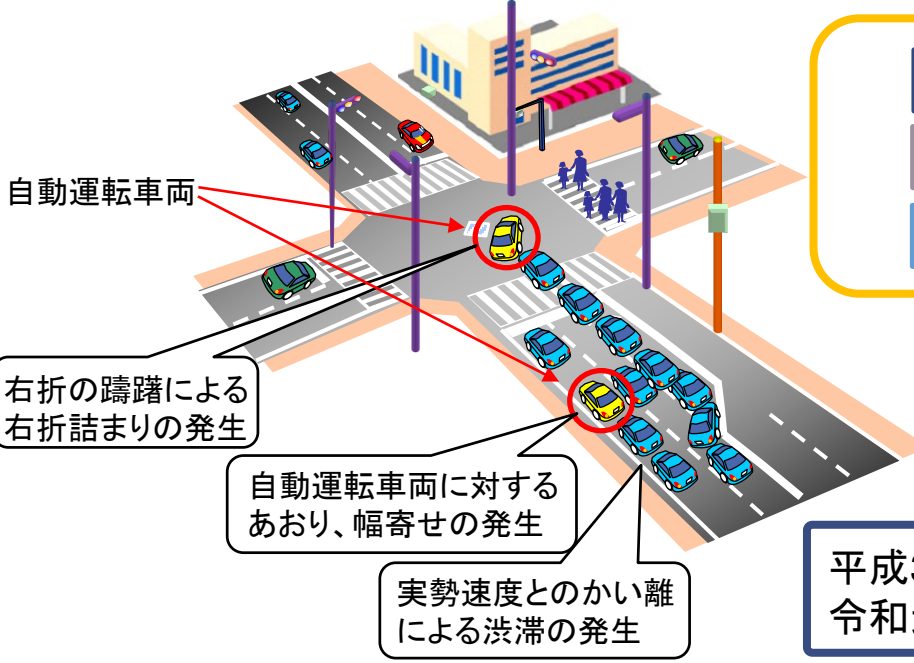 自動運転車両
右折の躊躇による
右折詰まりの発生
自動運転車両に対する
あおり、幅寄せの発生
実勢速度とのかい離
による渋滞の発生
平成
令和